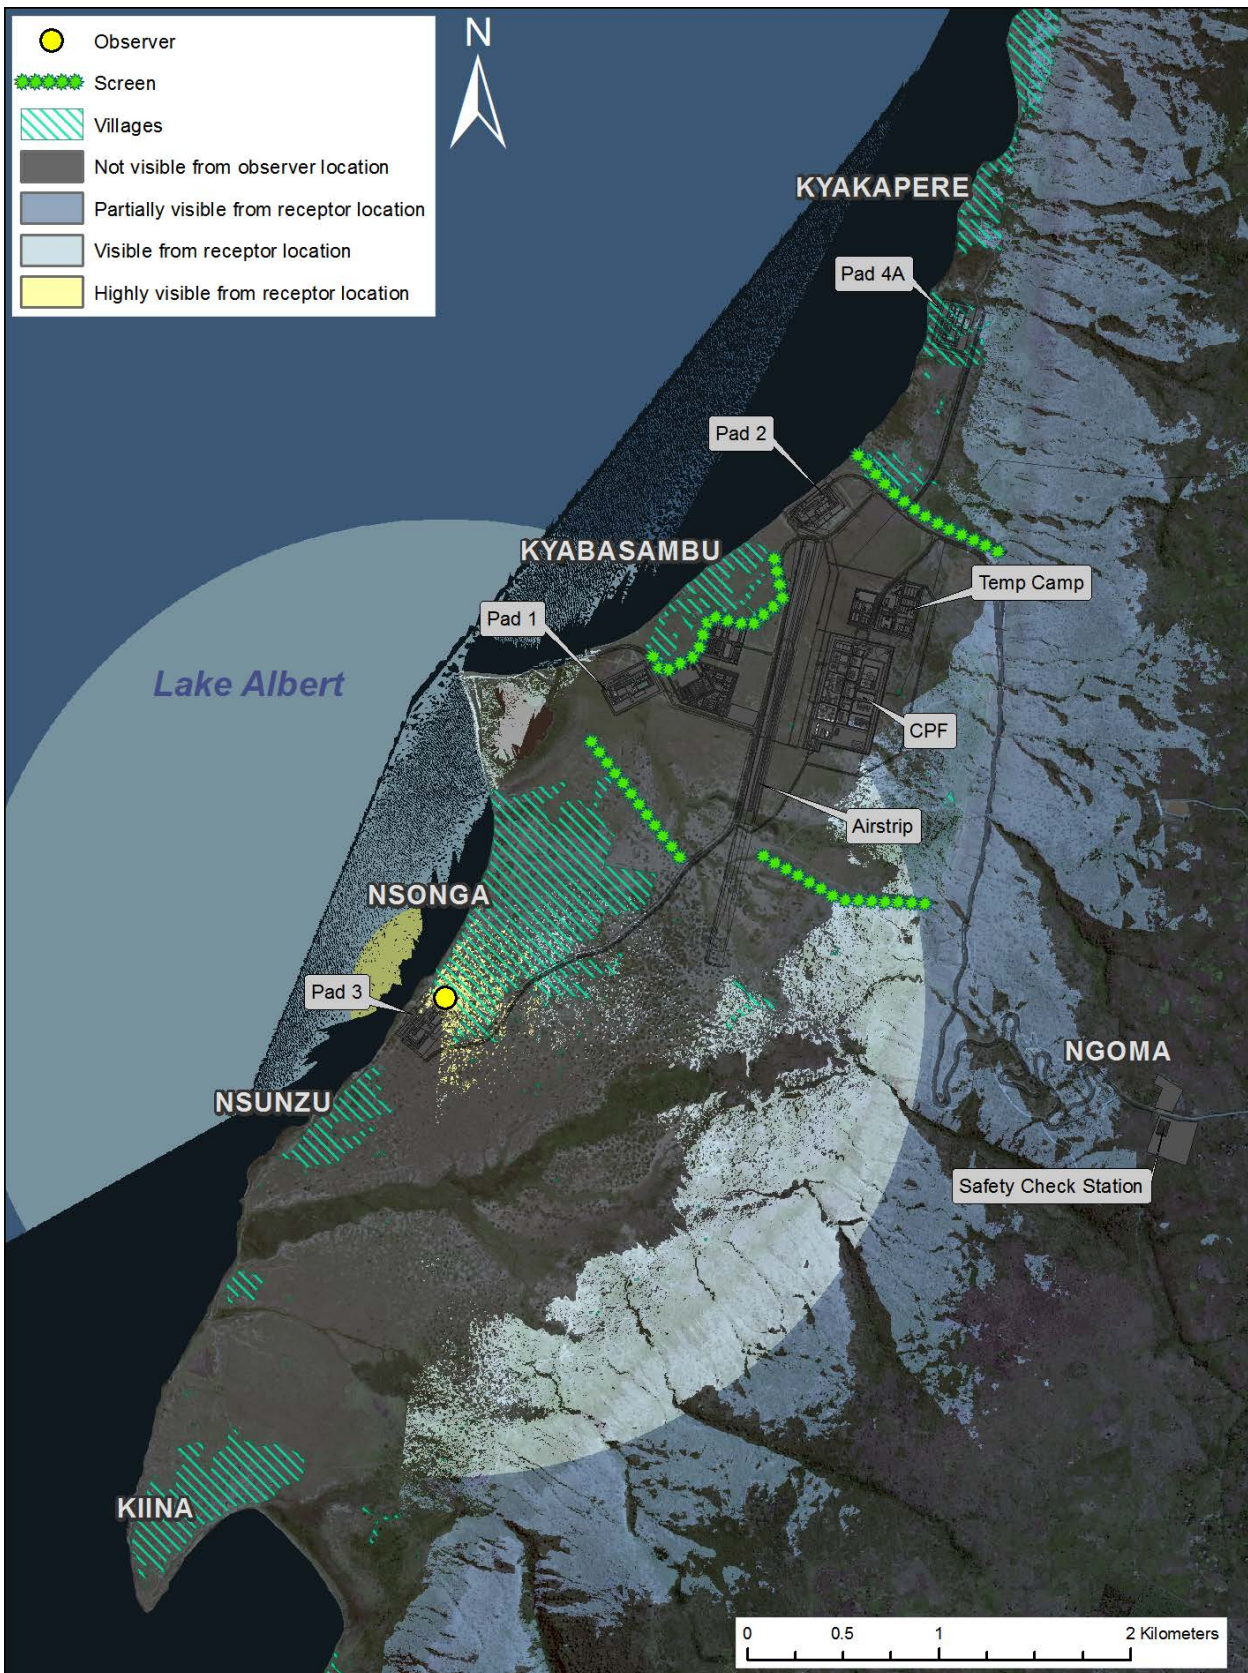 Observer
Screen
Villages
Not visible from observer location
Partially visible from receptor location
Visible from receptor location
Highly visible from receptor location
N
KYAKAPERE
Pad 4A
Pad 2
KYABASAMBU
Temp Camp
Pad 1
Lake Albert
CPF
Airstrip
NSONGA
Pad 3
NGOMA
NSUNZU
Safety Check Station
KIINA
0 0.5 1 2 Kilometers